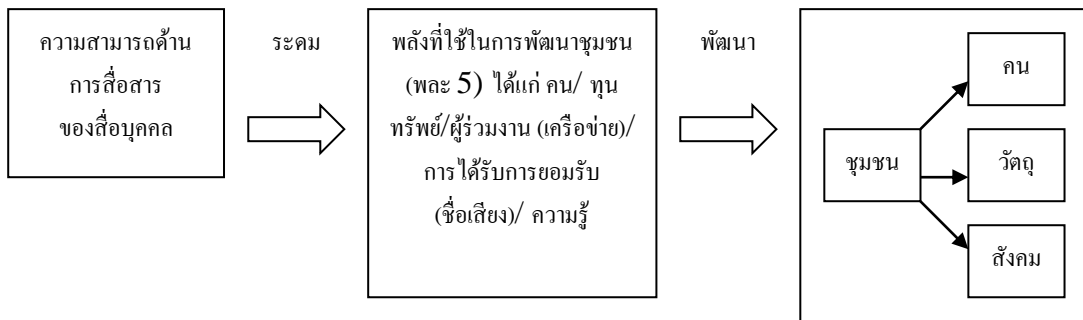 ความสามารถด้าน
การสื่อสาร
ของสื่อบุคคล
ระดม
พลังที่ใช้ในการพัฒนาชุมชน
(พละ 5) ได้แก่ คน/ ทุน
ทรัพย์/ผู้ร่วมงาน (เครือข่าย)/
การได้รับการยอมรับ
(ชื่อเสียง)/ ความรู้
พัฒนา
ชุมชน
คน
วัตถุ
สังคม